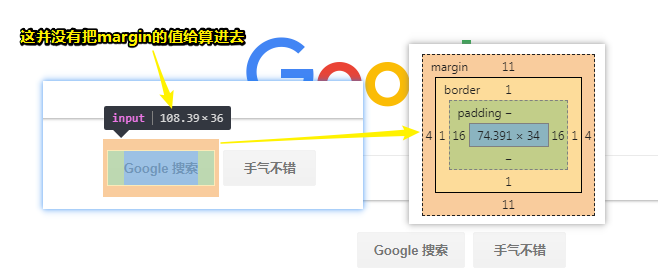 这并没有把margin的值给算进去
Google
input 108.39×36
Google 搜索
手气不错
margin 11
border 1
padding –
4 1 16 74.391 × 34 16 1 4
–
1
11
Google 搜索
手气不错